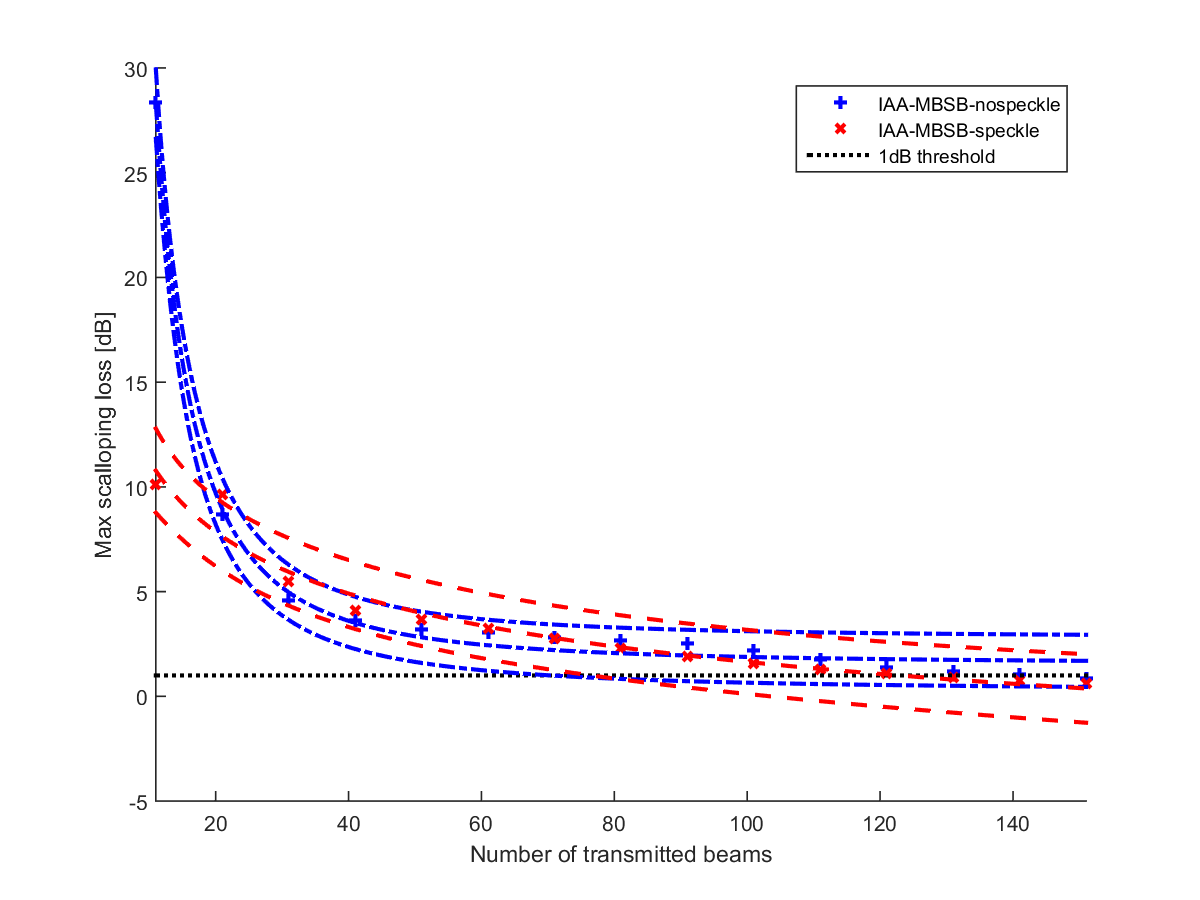 30
25
20
15
10
5
0
-5
Max scalloping loss [dB]
IAA-MBSB-nospeckle
IAA-MBSB-speckle
1dB threshold
20 40 60 80 100 120 140
Number of transmitted beams